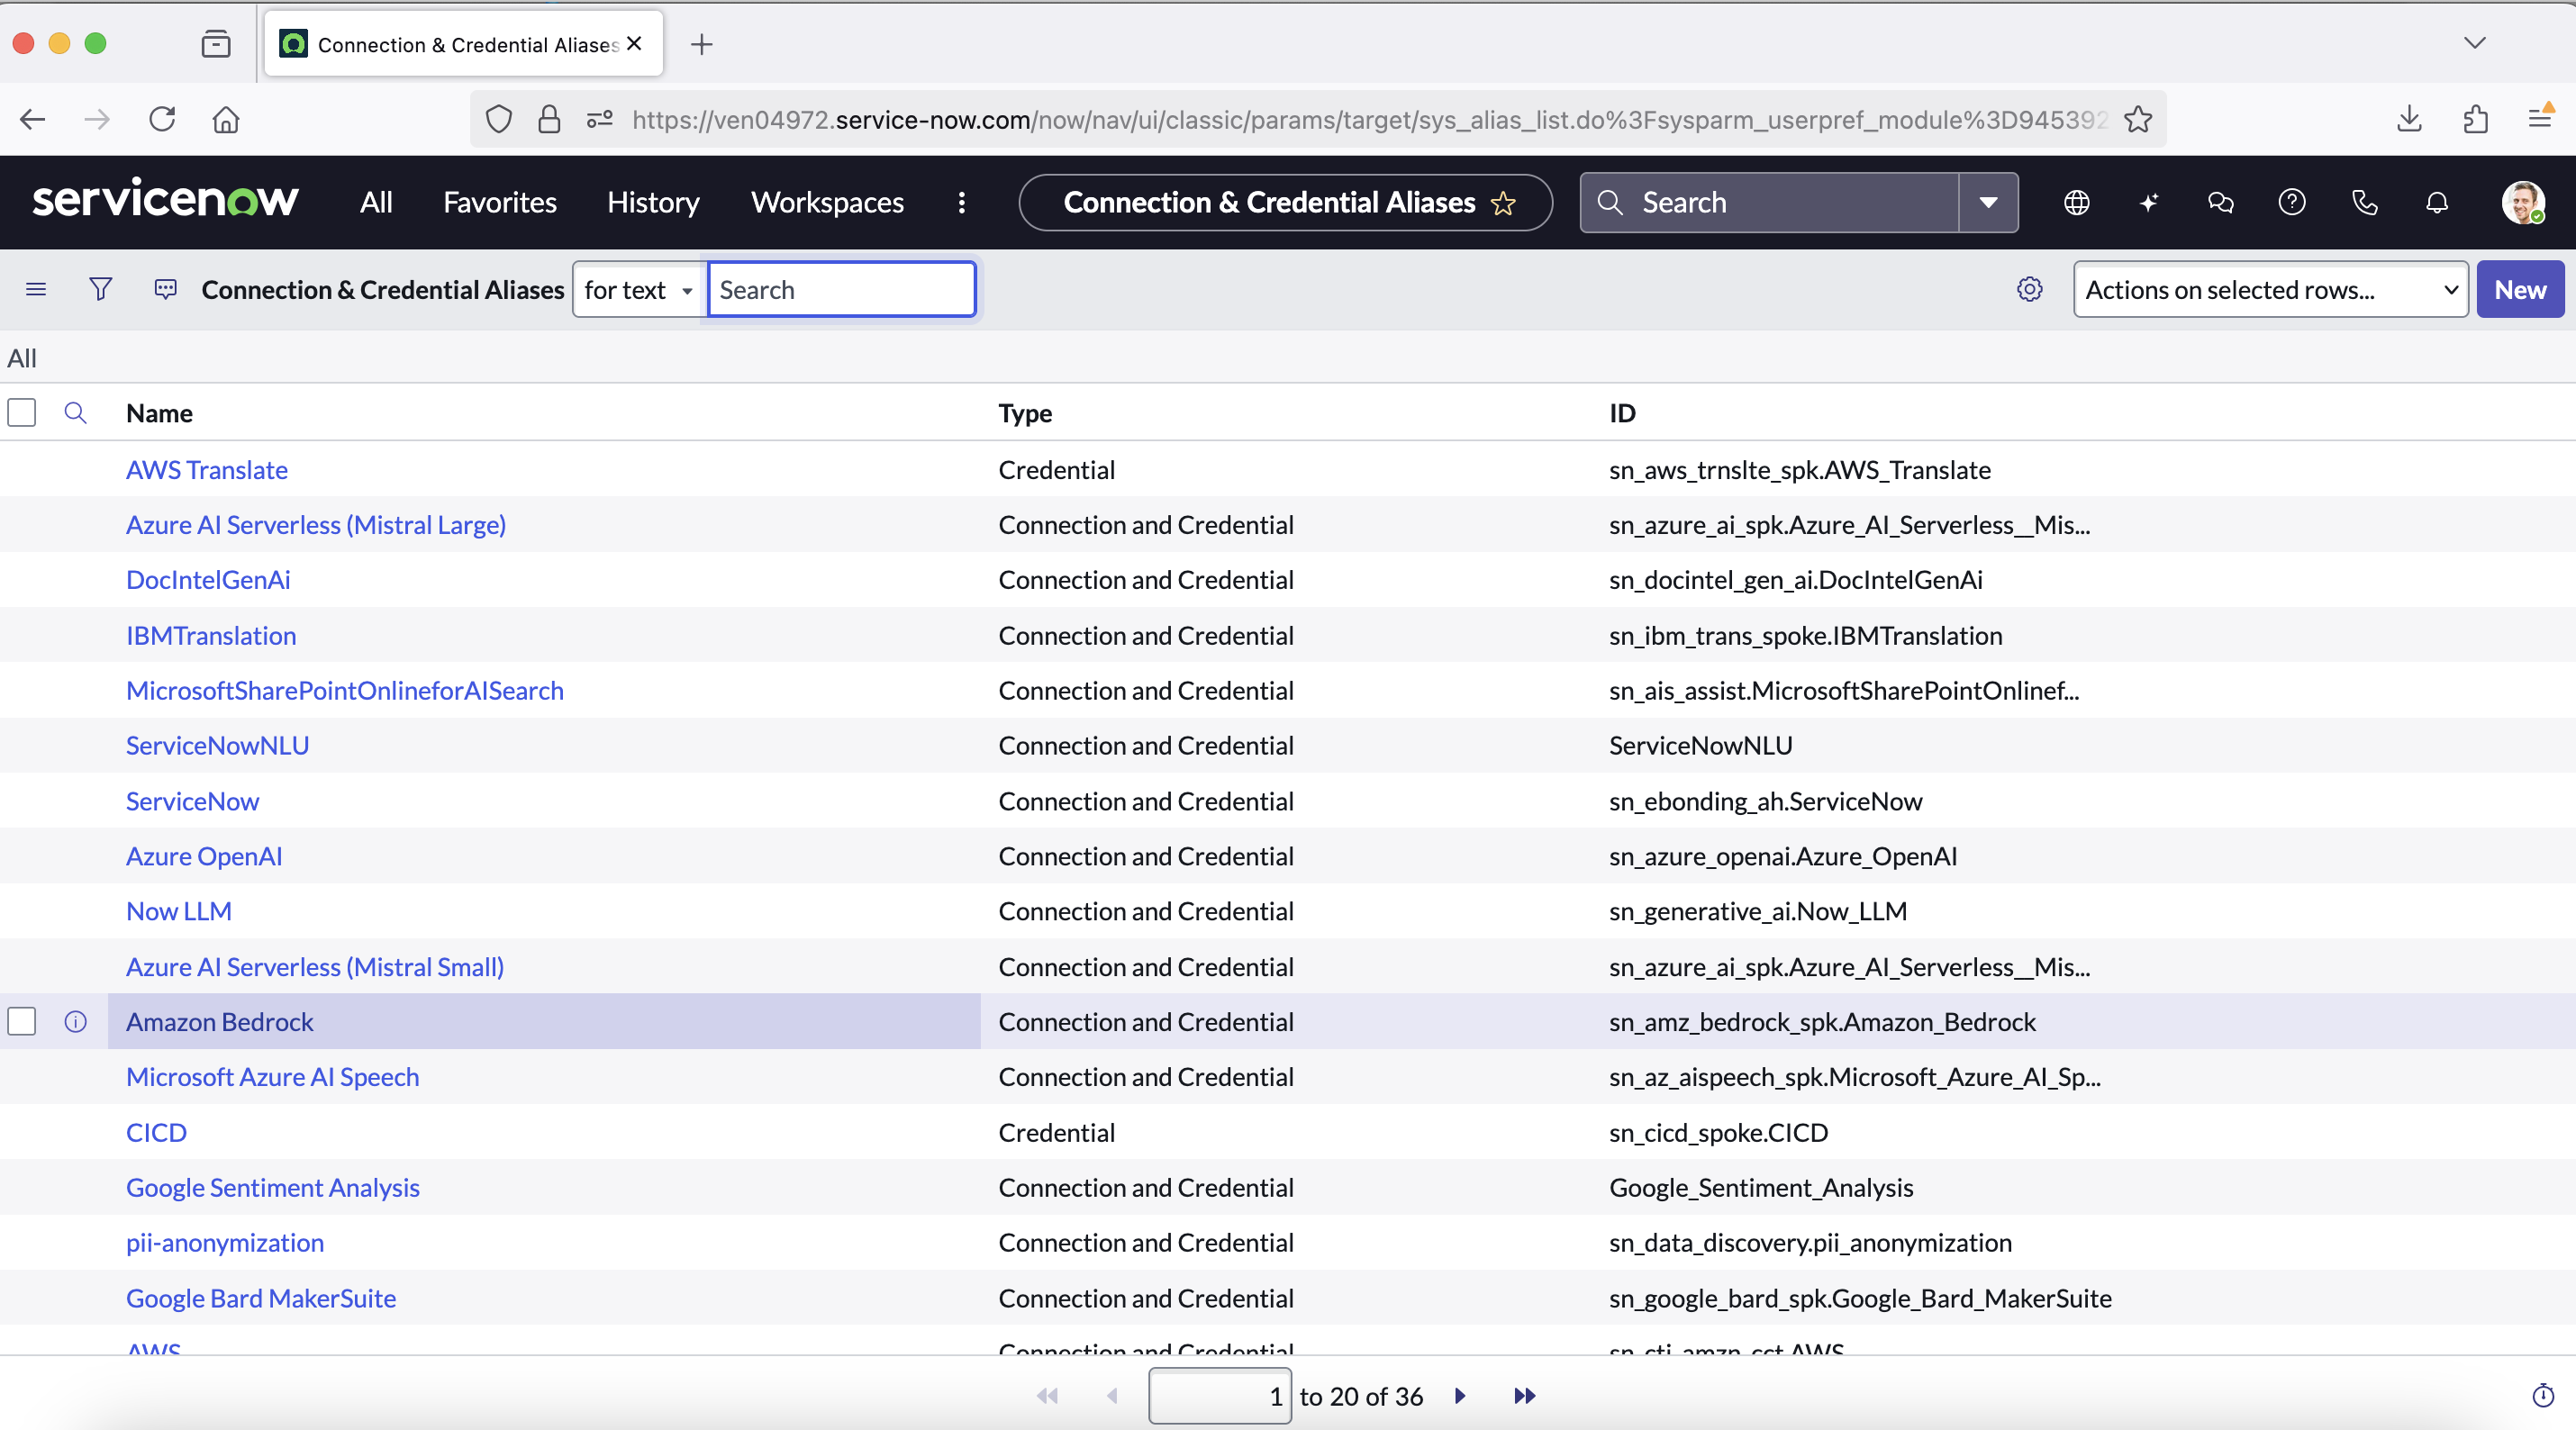 Connection & Credential Aliases
https://ven04972.service-now.com/now/nav/ui/classic/params/target/sys_alias_list.do%3Fsysparm_userpref_module%3D945392
servicenow All Favorites History Workspaces Connection & Credential Aliases Search
Connection & Credential Aliases for text Search Actions on selected rows... New
All
Name Type ID
AWS Translate Credential sn_aws_trnslte_spk.AWS_Translate
Azure AI Serverless (Mistral Large) Connection and Credential sn_azure_ai_spk.Azure_AI_Serverless__Mis...
DocIntelGenAi Connection and Credential sn_docintel_gen_ai.DocIntelGenAi
IBMTranslation Connection and Credential sn_ibm_trans_spoke.IBMTranslation
MicrosoftSharePointOnlineforAISearch Connection and Credential sn_ais_assist.MicrosoftSharePointOnlinef...
ServiceNowNLU Connection and Credential ServiceNowNLU
ServiceNow Connection and Credential sn_ebonding_ah.ServiceNow
Azure OpenAI Connection and Credential sn_azure_openai.Azure_OpenAI
Now LLM Connection and Credential sn_generative_ai.Now_LLM
Azure AI Serverless (Mistral Small) Connection and Credential sn_azure_ai_spk.Azure_AI_Serverless__Mis...
Amazon Bedrock Connection and Credential sn_amz_bedrock_spk.Amazon_Bedrock
Microsoft Azure AI Speech Connection and Credential sn_az_aispeech_spk.Microsoft_Azure_AI_Sp...
CICD Credential sn_cicd_spoke.CICD
Google Sentiment Analysis Connection and Credential Google_Sentiment_Analysis
pii-anonymization Connection and Credential sn_data_discovery.pii_anonymization
Google Bard MakerSuite Connection and Credential sn_google_bard_spk.Google_Bard_MakerSuite
AWS Connection and Credential sn_cti_amzn_cct.AWS
1 to 20 of 36